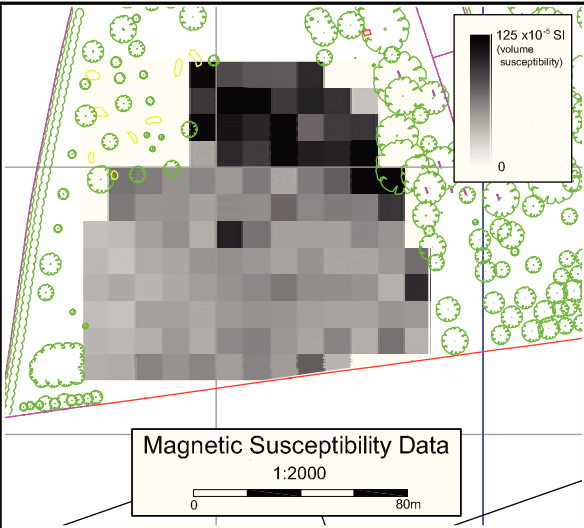 125 x10⁻⁵ SI
(volume
susceptibility)
0
Magnetic Susceptibility Data
1:2000
0
80m